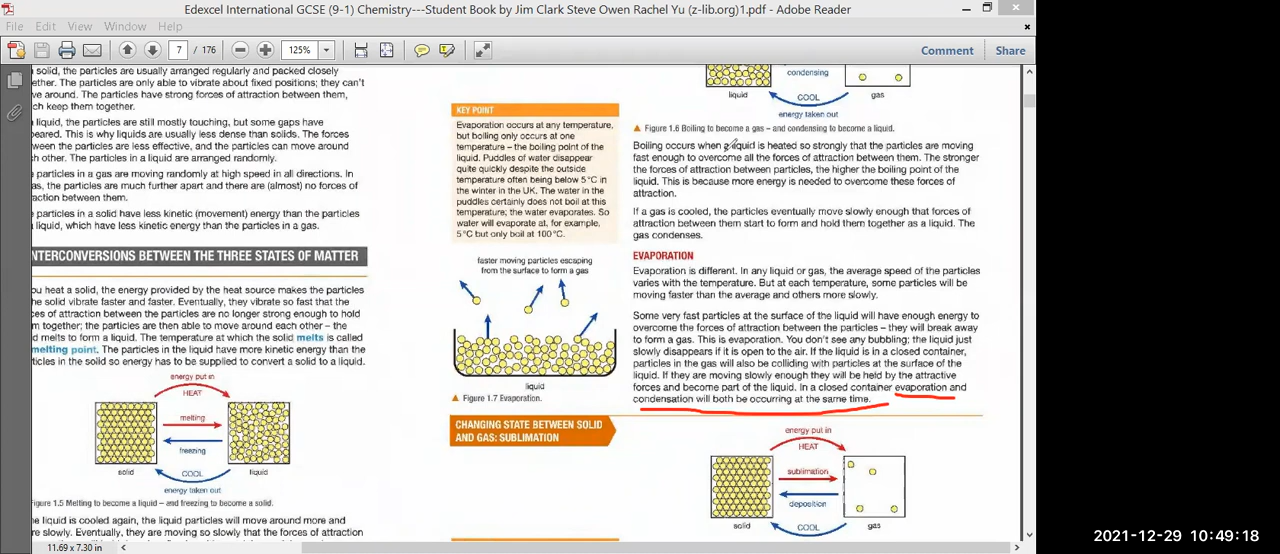 Edexcel International GCSE (9-1) Chemistry---Student Book by Jim Clark Steve Owen Rachel Yu (z-lib.org)1.pdf - Adobe Reader
File Edit View Window Help
7 / 176 125% Comment Share
solid, the particles are usually arranged regularly and packed closely
ether. The particles are only able to vibrate about fixed positions; they can't
ve around. The particles have strong forces of attraction between them,
ch keep them together.
liquid, the particles are still mostly touching, but some gaps have
peared. This is why liquids are usually less dense than solids. The forces
ween the particles are less effective, and the particles can move around
ch other. The particles in a liquid are arranged randomly.
particles in a gas are moving randomly at high speed in all directions. In
as, the particles are much further apart and there are (almost) no forces of
raction between them.
particles in a solid have less kinetic (movement) energy than the particles
liquid, which have less kinetic energy than the particles in a gas.
NTERCONVERSIONS BETWEEN THE THREE STATES OF MATTER
ou heat a solid, the energy provided by the heat source makes the particles
the solid vibrate faster and faster. Eventually, they vibrate so fast that the
ces of attraction between the particles are no longer strong enough to hold
m together; the particles are then able to move around each other – the
d melts to form a liquid. The temperature at which the solid melts is called
melting point. The particles in the liquid have more kinetic energy than the
ticles in the solid so energy has to be supplied to convert a solid to a liquid.
energy put in
HEAT
melting
freezing
COOL
energy taken out
solid
liquid
Figure 1.5 Melting to become a liquid – and freezing to become a solid.
he liquid is cooled again, the liquid particles will move around more and
re slowly. Eventually, they are moving so slowly that the forces of attraction
KEY POINT
Evaporation occurs at any temperature,
but boiling only occurs at one
temperature – the boiling point of the
liquid. Puddles of water disappear
quite quickly despite the outside
temperature often being below 5 °C in
the winter in the UK. The water in the
puddles certainly does not boil at this
temperature; the water evaporates. So
water will evaporate at, for example,
5 °C but only boil at 100 °C.
faster moving particles escaping
from the surface to form a gas
liquid
Figure 1.7 Evaporation.
CHANGING STATE BETWEEN SOLID
AND GAS: SUBLIMATION
condensing
COOL
energy taken out
liquid
gas
Figure 1.6 Boiling to become a gas – and condensing to become a liquid.
Boiling occurs when a liquid is heated so strongly that the particles are moving
fast enough to overcome all the forces of attraction between them. The stronger
the forces of attraction between particles, the higher the boiling point of the
liquid. This is because more energy is needed to overcome these forces of
attraction.
If a gas is cooled, the particles eventually move slowly enough that forces of
attraction between them start to form and hold them together as a liquid. The
gas condenses.
EVAPORATION
Evaporation is different. In any liquid or gas, the average speed of the particles
varies with the temperature. But at each temperature, some particles will be
moving faster than the average and others more slowly.
Some very fast particles at the surface of the liquid will have enough energy to
overcome the forces of attraction between the particles – they will break away
to form a gas. This is evaporation. You don't see any bubbling; the liquid just
slowly disappears if it is open to the air. If the liquid is in a closed container,
particles in the gas will also be colliding with particles at the surface of the
liquid. If they are moving slowly enough they will be held by the attractive
forces and become part of the liquid. In a closed container evaporation and
condensation will both be occurring at the same time.
energy put in
HEAT
sublimation
deposition
COOL
solid
gas
11.69 x 7.30 in
2021-12-29 10:49:18